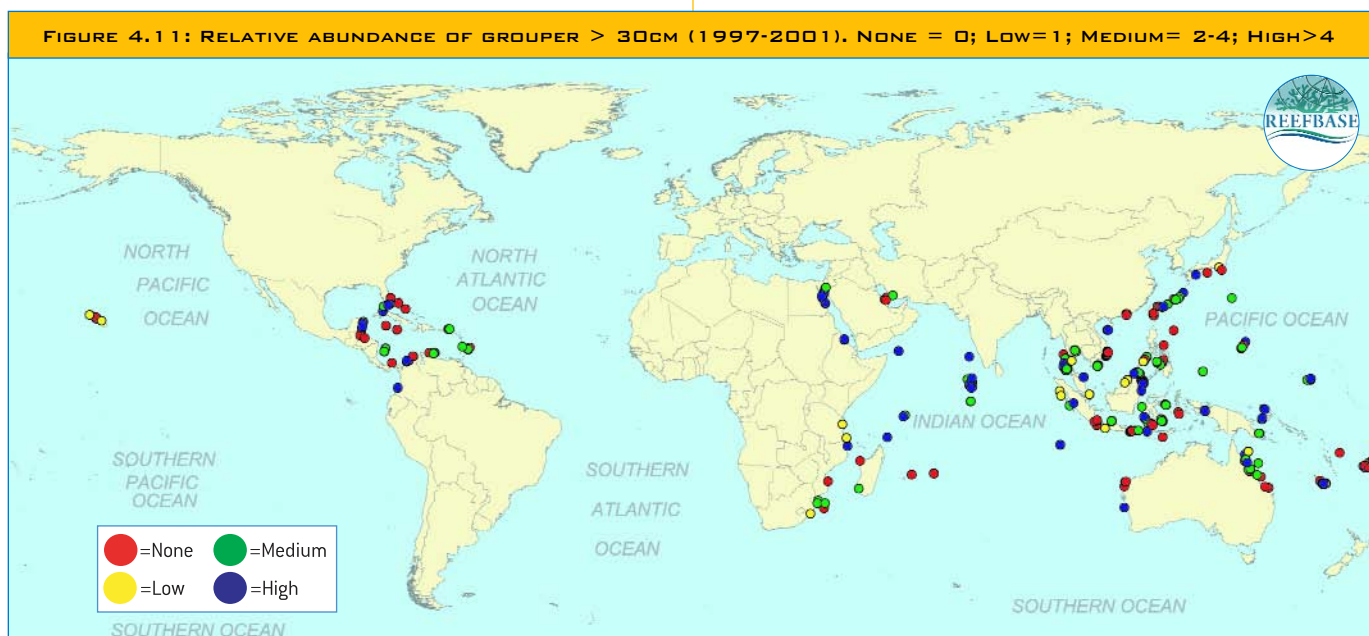 FIGURE 4.11: RELATIVE ABUNDANCE OF GROUPER > 30CM (1997-2001). NONE = 0; LOW=1; MEDIUM= 2-4; HIGH>4
REEFBASE
NORTH
PACIFIC
OCEAN
NORTH
ATLANTIC
OCEAN
PACIFIC OCEAN
INDIAN OCEAN
SOUTHERN
PACIFIC
OCEAN
SOUTHERN
ATLANTIC
OCEAN
=None
=Medium
=Low
=High
SOUTHERN OCEAN
SOUTHERN OCEAN